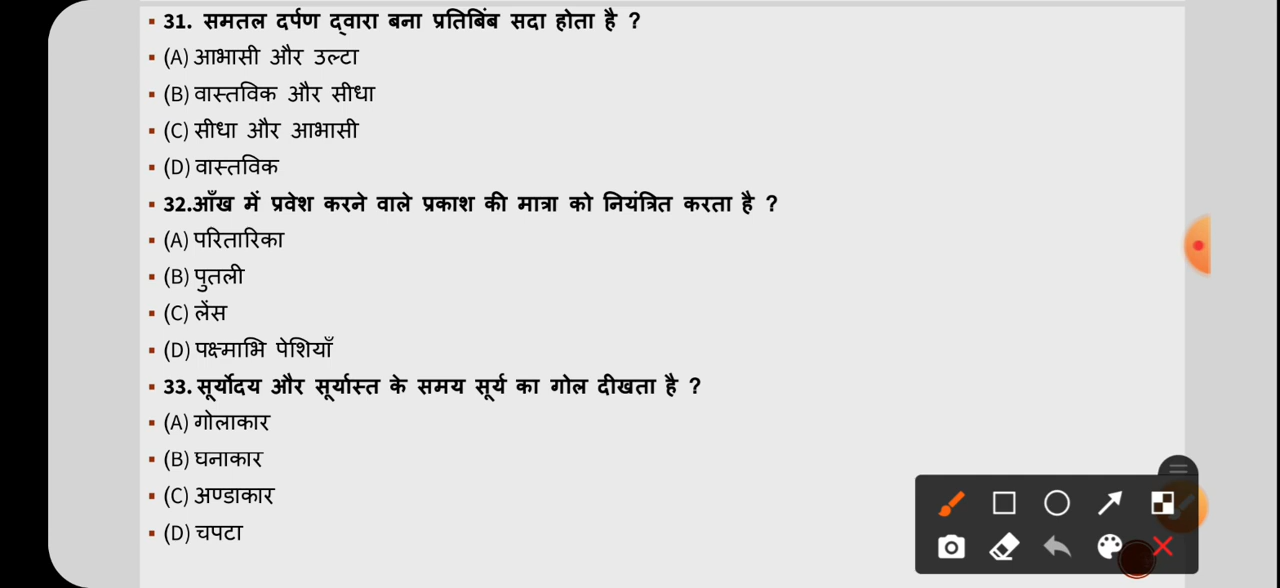 ▪ 31. समतल दर्पण द्वारा बना प्रतिबिंब सदा होता है ?
▪ (A) आभासी और उल्टा
▪ (B) वास्तविक और सीधा
▪ (C) सीधा और आभासी
▪ (D) वास्तविक
▪ 32.आँख में प्रवेश करने वाले प्रकाश की मात्रा को नियंत्रित करता है ?
▪ (A) परितारिका
▪ (B) पुतली
▪ (C) लेंस
▪ (D) पक्ष्माभि पेशियाँ
▪ 33. सूर्योदय और सूर्यास्त के समय सूर्य का गोल दीखता है ?
▪ (A) गोलाकार
▪ (B) घनाकार
▪ (C) अण्डाकार
▪ (D) चपटा